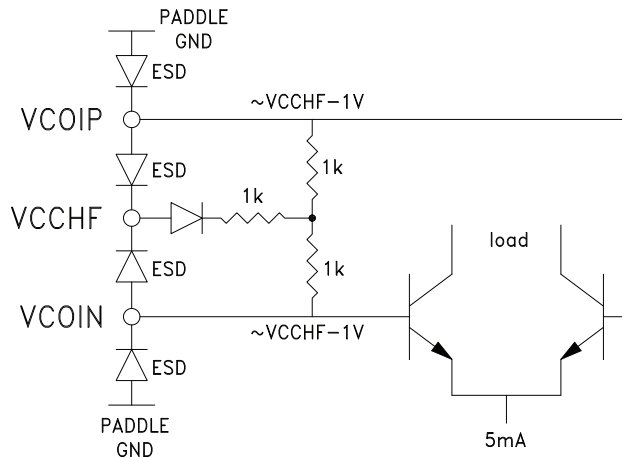 PADDLE
GND
ESD
~VCCHF-1V
VCOIP
ESD
1k
1k
VCCHF
load
ESD
1k
VCOIN
~VCCHF-1V
ESD
PADDLE
GND
5mA